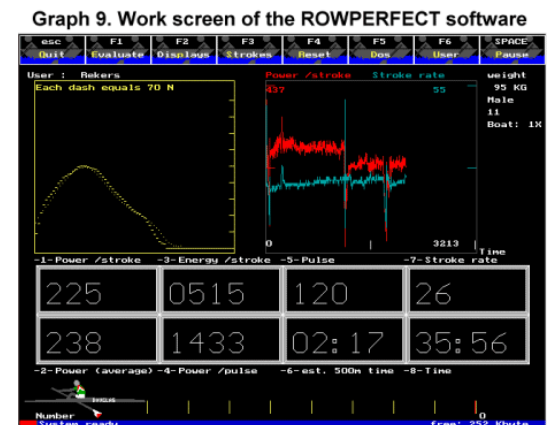 Graph 9. Work screen of the ROWPERFECT software
esc F1 F2 F3 F4 F5 F6 SPACE
Quit Evaluate Displays Strokes Reset Dos User Pause
User : Rekers
Each dash equals 70 N
Power /stroke Stroke rate
437 55
weight
95 KG
Male
11
Boat: 1X
0 3213
Time
-1-Power /stroke -3-Energy /stroke -5-Pulse -7-Stroke rate
225 0515 120 26
238 1433 02:17 35:56
-2-Power (average) -4-Power /pulse -6-est. 500m time -8-Time
Number 0
System ready free: 252 Kbyte